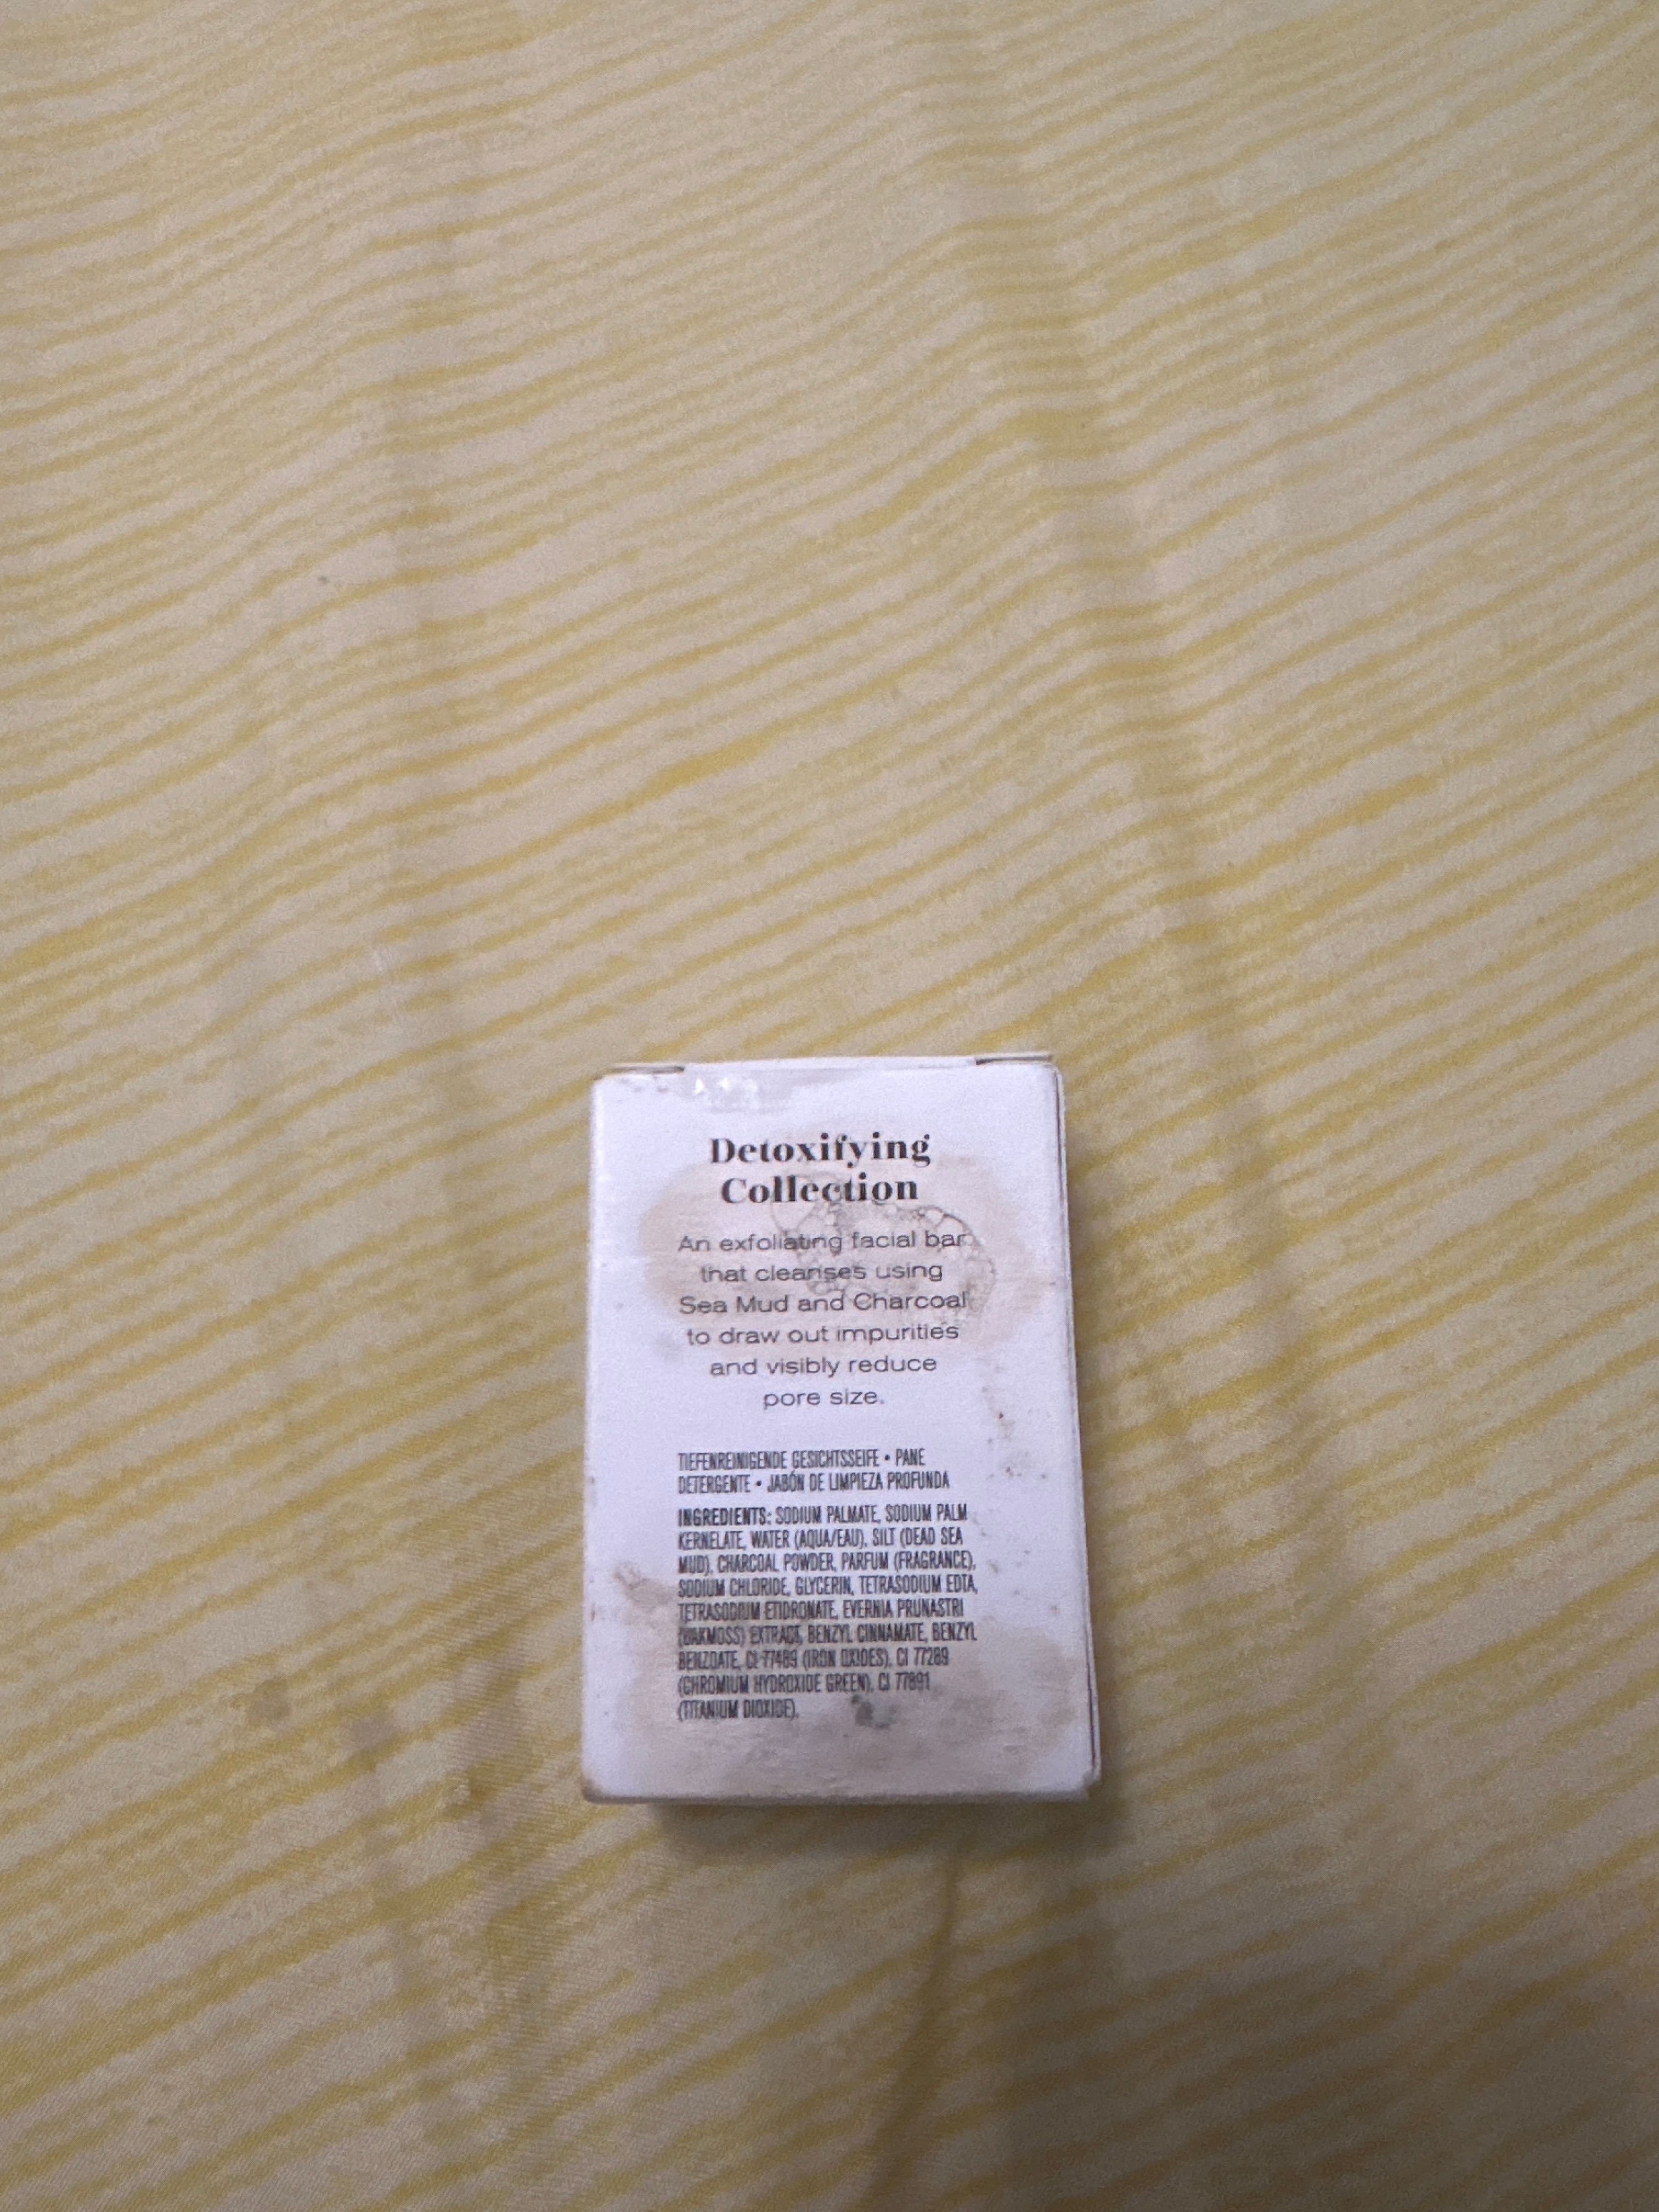 Detoxifying
Collection
An exfoliating facial bar
that cleanses using
Sea Mud and Charcoal
to draw out impurities
and visibly reduce
pore size.
TIEFENREINIGENDE GESICHTSSEIFE • PANE
DETERGENTE • JABÓN DE LIMPIEZA PROFUNDA
INGREDIENTS: SODIUM PALMATE, SODIUM PALM
KERNELATE, WATER (AQUA/EAU), SILT (DEAD SEA
MUD), CHARCOAL POWDER, PARFUM (FRAGRANCE),
SODIUM CHLORIDE, GLYCERIN, TETRASODIUM EDTA,
TETRASODIUM ETIDRONATE, EVERNIA PRUNASTRI
(OAKMOSS) EXTRACT, BENZYL CINNAMATE, BENZYL
BENZOATE, CI 77489 (IRON OXIDES), CI 77289
(CHROMIUM HYDROXIDE GREEN), CI 77891
(TITANIUM DIOXIDE).